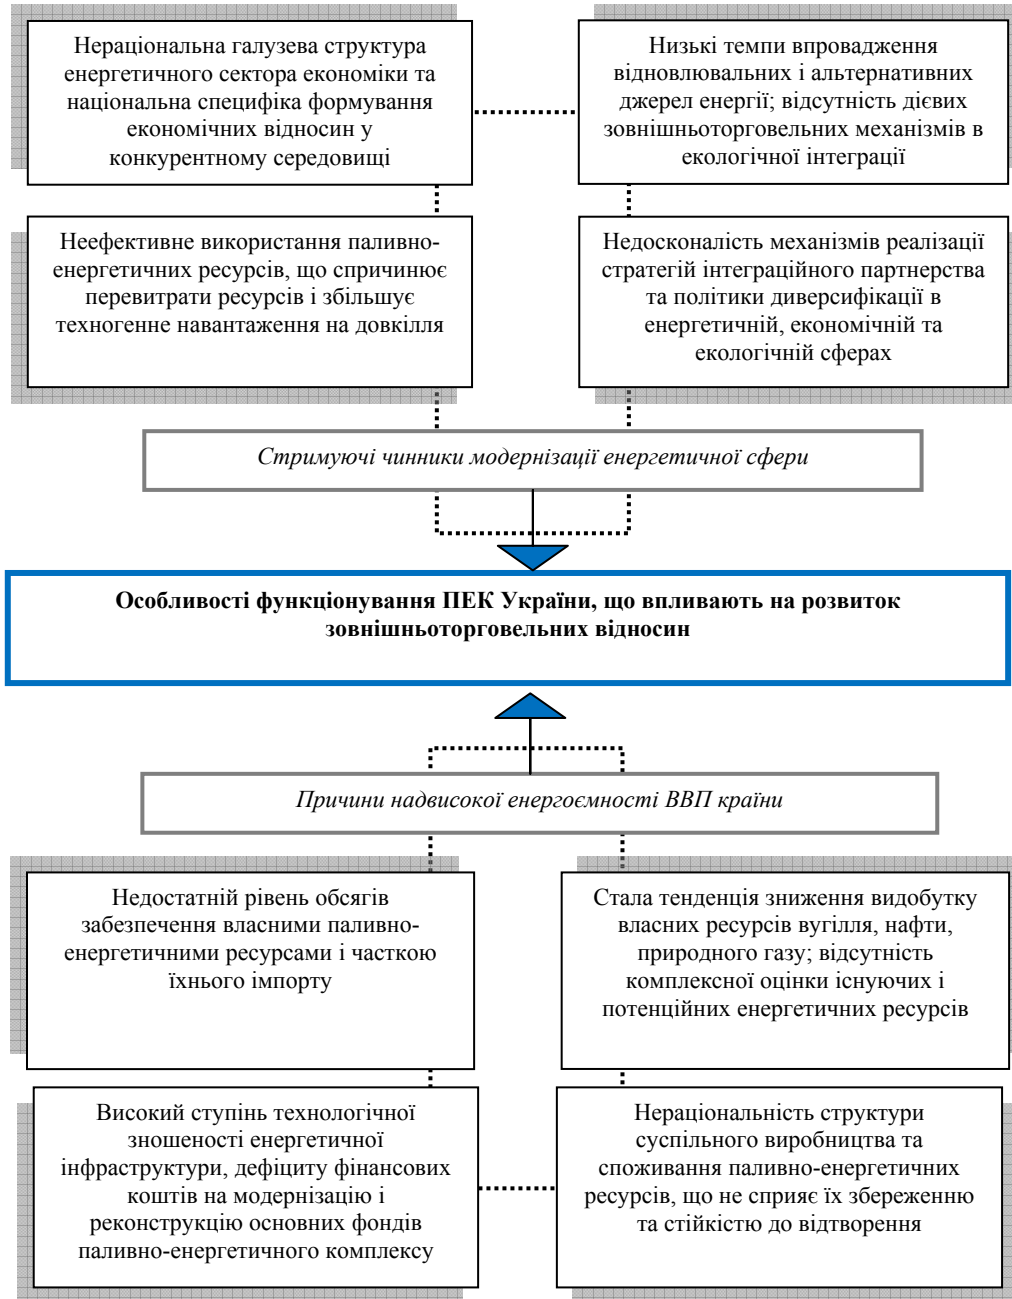 Нераціональна галузева структура
енергетичного сектора економіки та
національна специфіка формування
економічних відносин у
конкурентному середовищі
Низькі темпи впровадження
відновлювальних і альтернативних
джерел енергії; відсутність дієвих
зовнішньоторговельних механізмів в
екологічної інтеграції
Неефективне використання паливно-
енергетичних ресурсів, що спричинює
перевитрати ресурсів і збільшує
техногенне навантаження на довкілля
Недосконалість механізмів реалізації
стратегій інтеграційного партнерства
та політики диверсифікації в
енергетичній, економічній та
екологічній сферах
Стримуючі чинники модернізації енергетичної сфери
Особливості функціонування ПЕК України, що впливають на розвиток
зовнішньоторговельних відносин
Причини надвисокої енергоємності ВВП країни
Недостатній рівень обсягів
забезпечення власними паливно-
енергетичними ресурсами і часткою
їхнього імпорту
Стала тенденція зниження видобутку
власних ресурсів вугілля, нафти,
природного газу; відсутність
комплексної оцінки існуючих і
потенційних енергетичних ресурсів
Високий ступінь технологічної
зношеності енергетичної
інфраструктури, дефіциту фінансових
коштів на модернізацію і
реконструкцію основних фондів
паливно-енергетичного комплексу
Нераціональність структури
суспільного виробництва та
споживання паливно-енергетичних
ресурсів, що не сприяє їх збереженню
та стійкістю до відтворення